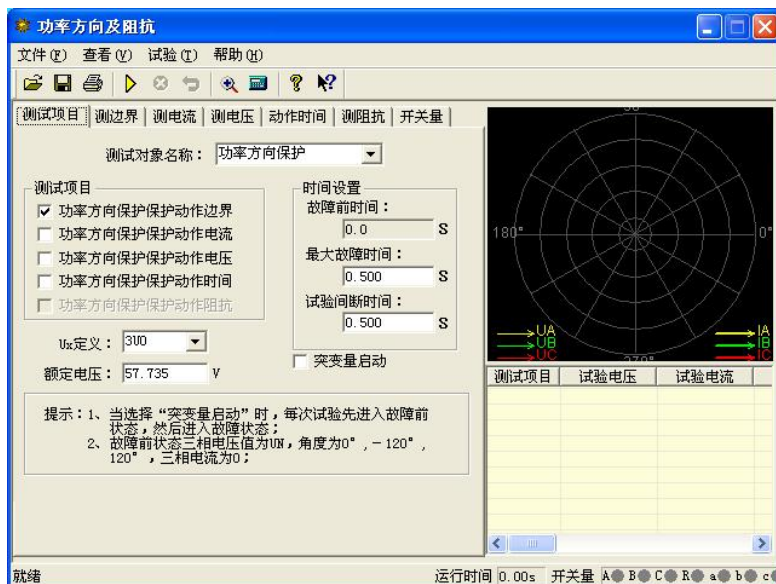 功率方向及阻抗
文件(F) 查看(V) 试验(T) 帮助(H)
测试项目 测边界 测电流 测电压 动作时间 测阻抗 开关量
测试对象名称： 功率方向保护
测试项目
功率方向保护保护动作边界
功率方向保护保护动作电流
功率方向保护保护动作电压
功率方向保护保护动作时间
功率方向保护保护动作阻抗
时间设置
故障前时间：
0.0 S
最大故障时间：
0.500 S
试验间断时间：
0.500 S
Ux定义： 3U0
突变量启动
额定电压： 57.735 V
提示：1、当选择“突变量启动”时，每次试验先进入故障前
状态，然后进入故障状态；
2、故障前状态三相电压值为UN，角度为0°,－120°,
120°，三相电流为0；
180° 0°
UA IA
UB IB
UC IC
270°
测试项目 试验电压 试验电流
就绪 运行时间 0.00s 开关量 A B C R a b c